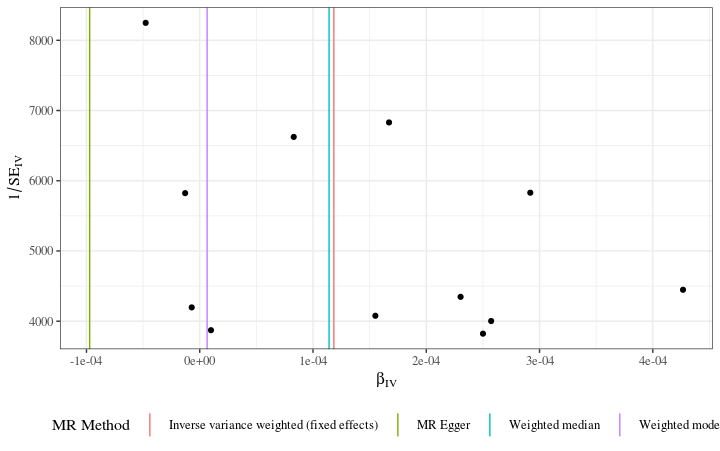 8000
7000
6000
5000
4000
1/SE_IV
-1e-04
0e+00
1e-04
2e-04
3e-04
4e-04
β_IV
MR Method
Inverse variance weighted (fixed effects)
MR Egger
Weighted median
Weighted mode